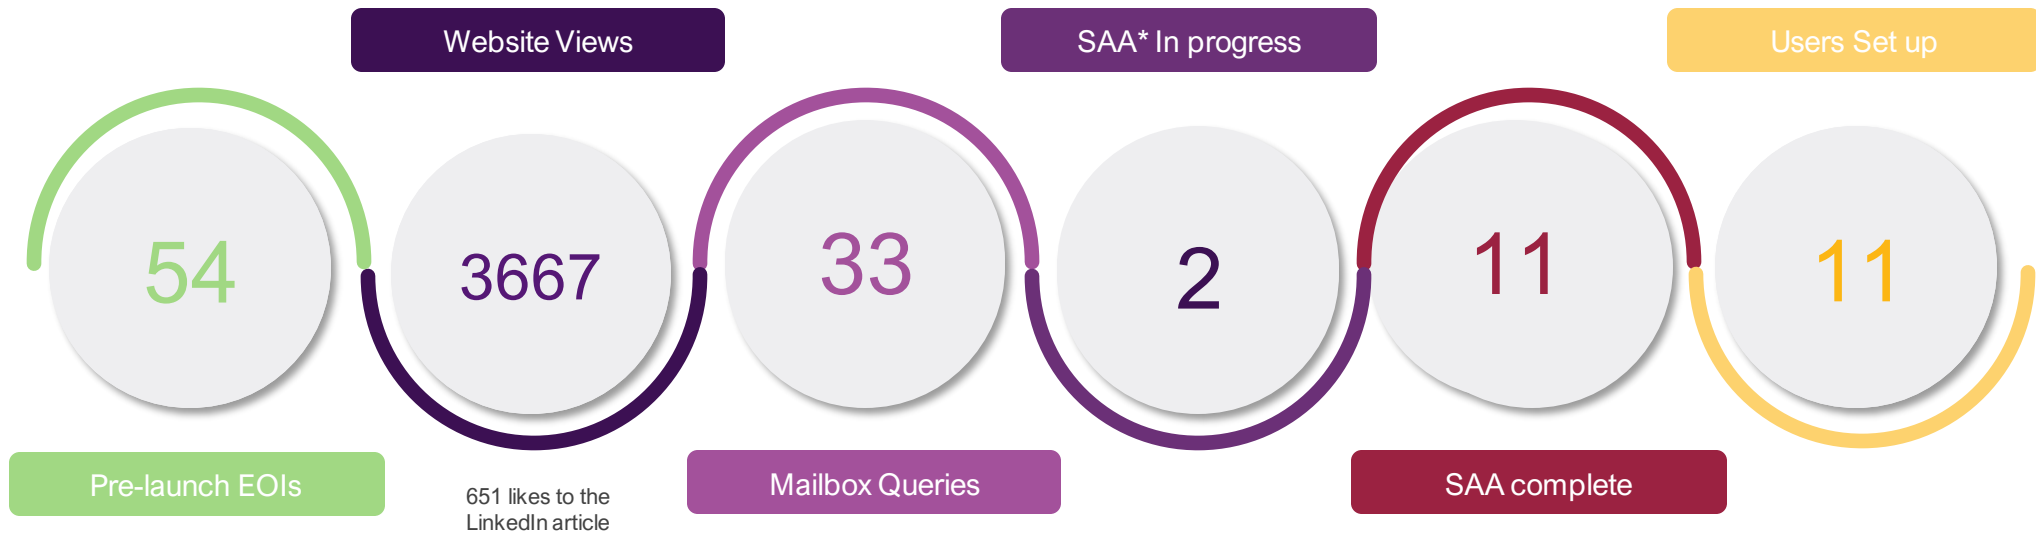 Website Views
SAA* In progress
Users Set up
54
3667
33
2
11
11
Pre-launch EOIs
651 likes to the
LinkedIn article
Mailbox Queries
SAA complete